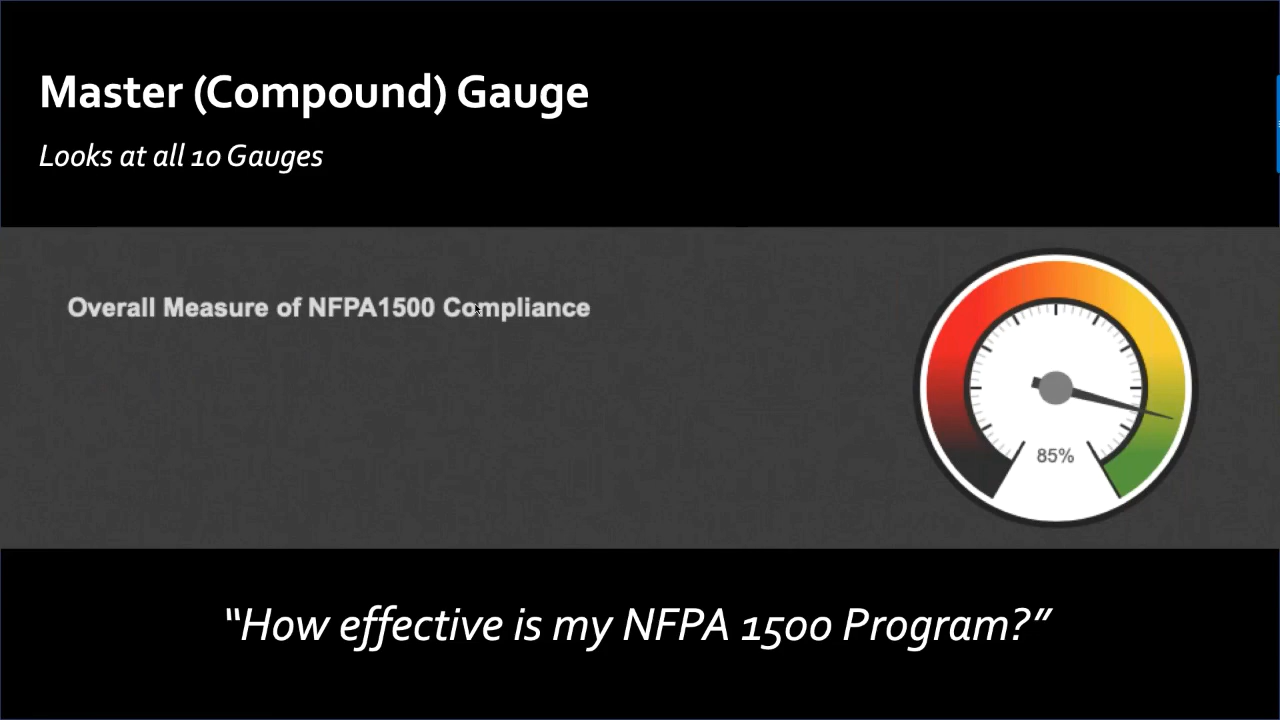 Master (Compound) Gauge
Looks at all 10 Gauges
Overall Measure of NFPA1500 Compliance
85%
“How effective is my NFPA 1500 Program?”